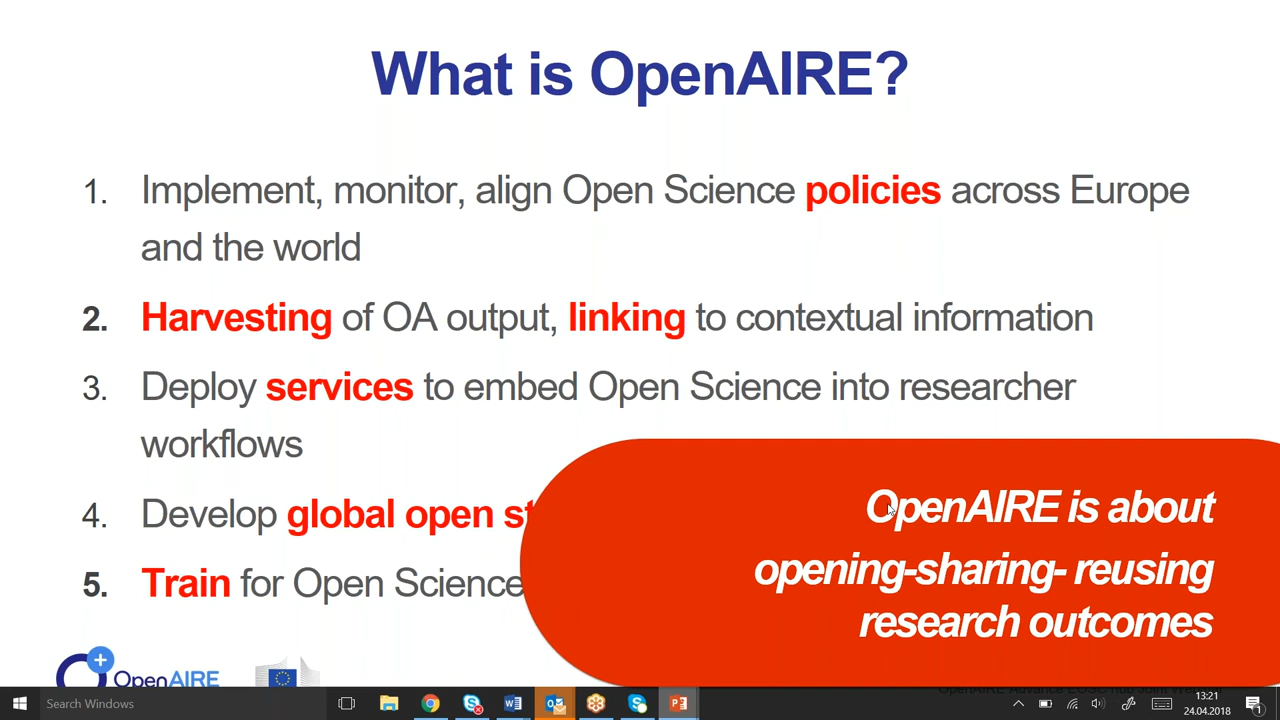 What is OpenAIRE?
1. Implement, monitor, align Open Science policies across Europe
and the world
2. Harvesting of OA output, linking to contextual information
3. Deploy services to embed Open Science into researcher
workflows
4. Develop global open
5. Train for Open Science
OpenAIRE is about
opening-sharing- reusing
research outcomes
OpenAIRE
Search Windows
13:21
24.04.2018
1